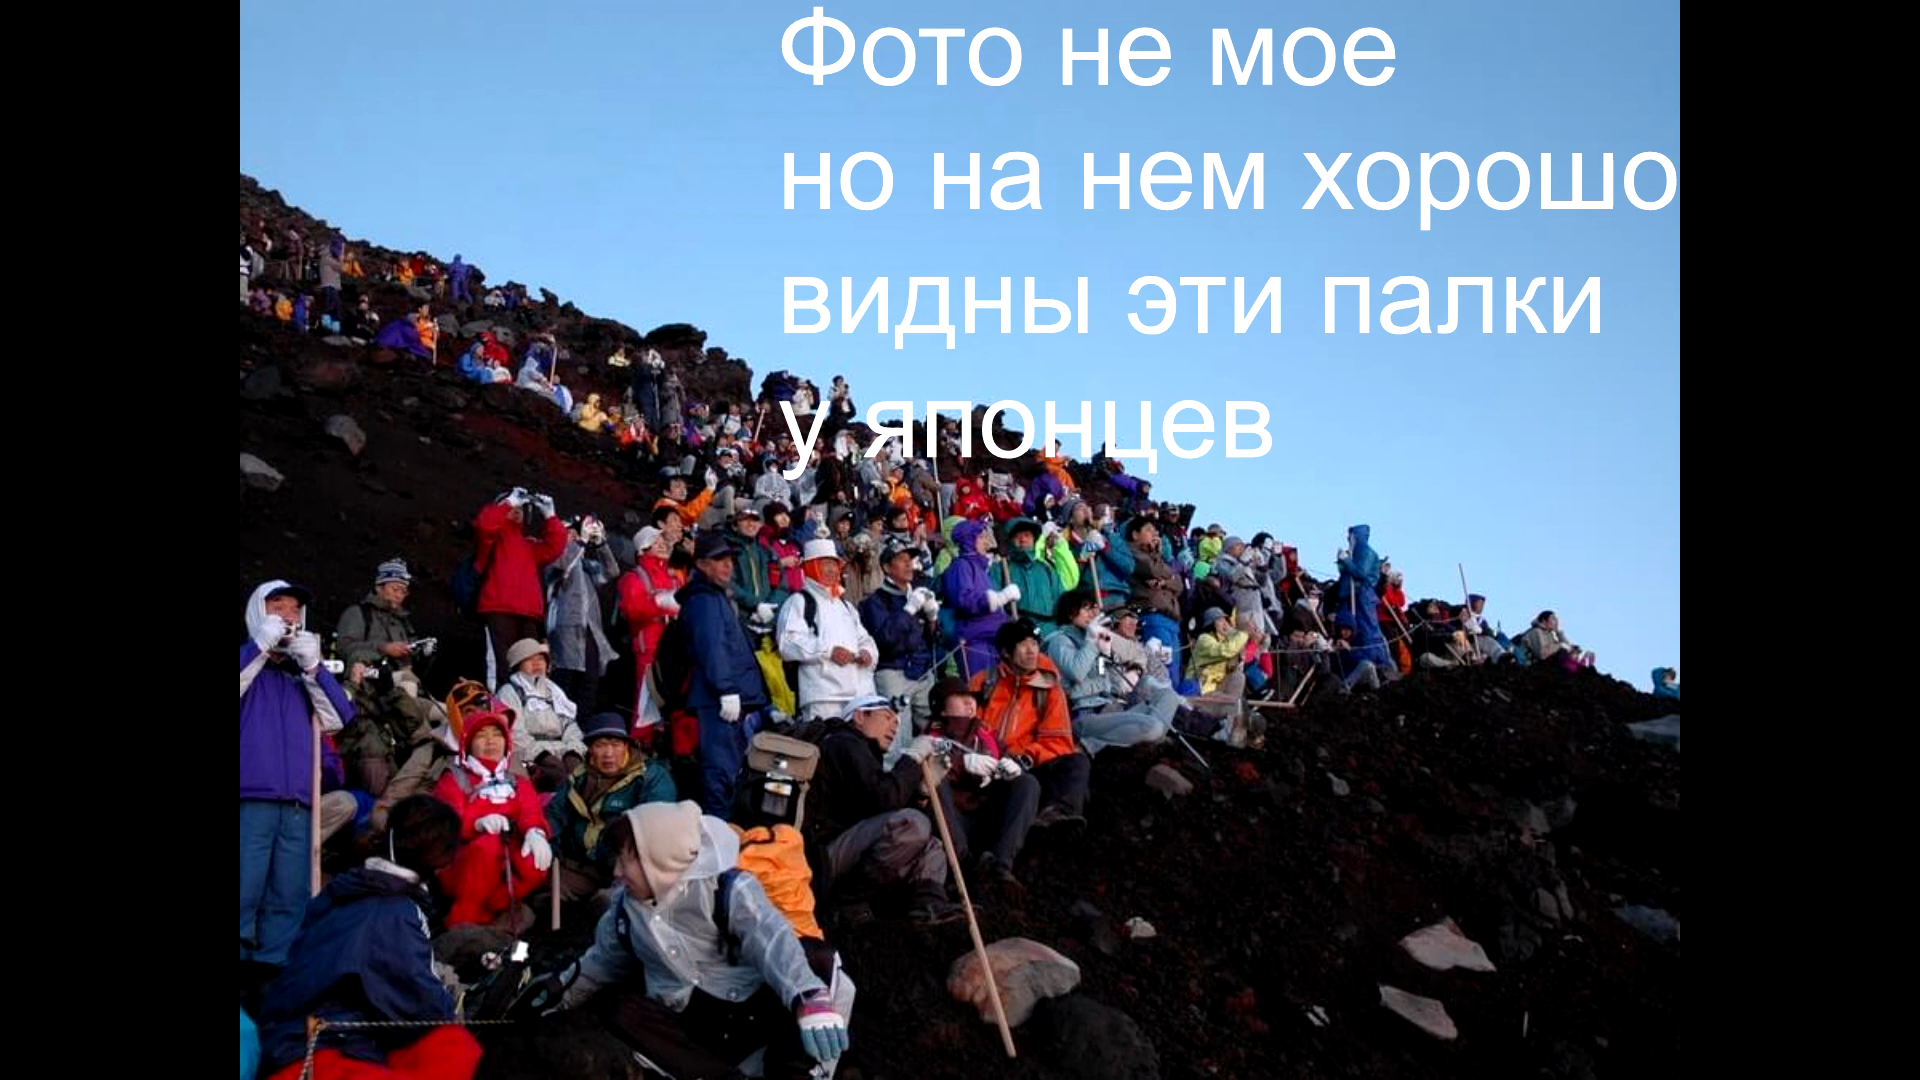 Фото не мое
но на нем хорошо
видны эти палки
у японцев